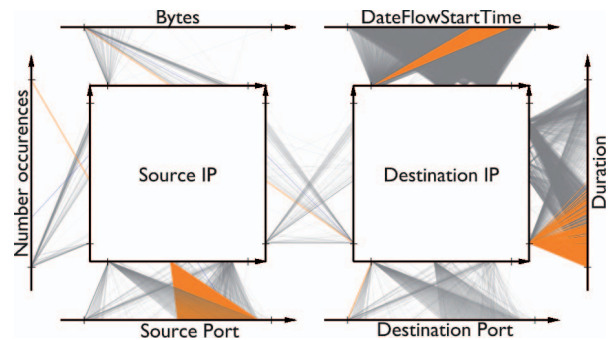 Bytes
DateFlowStartTime
Number occurences
Source IP
Destination IP
Duration
Source Port
Destination Port